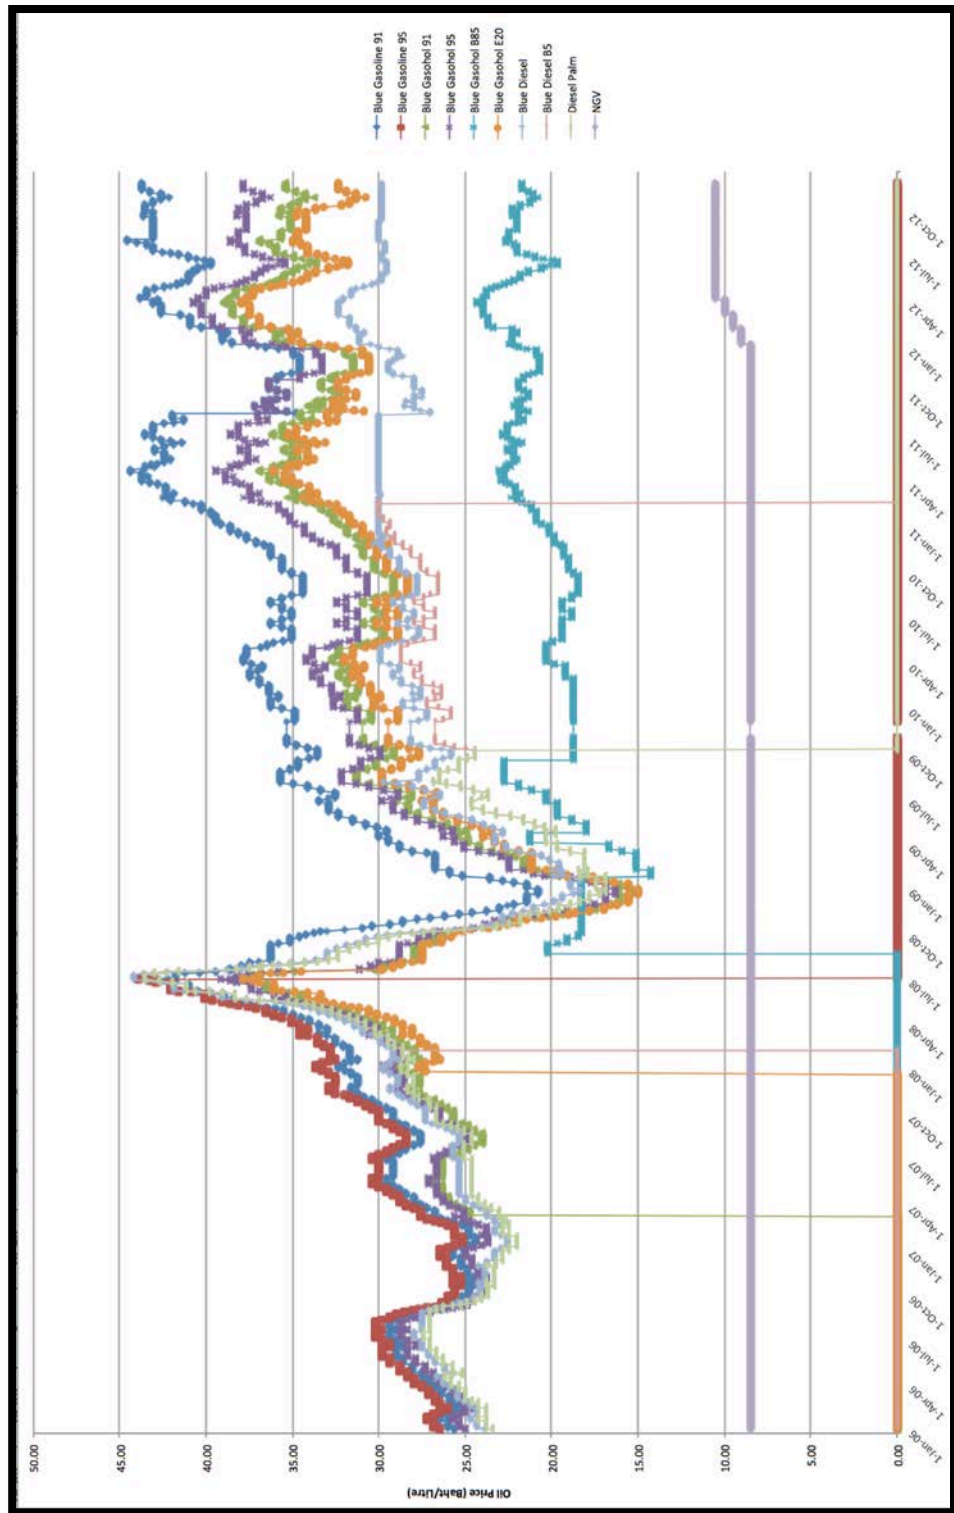 Blue Gasoline 91
Blue Gasoline 95
Blue Gasohol 91
Blue Gasohol 95
Blue Gasohol B85
Blue Gasohol E20
Blue Diesel
Blue Diesel B5
Diesel Palm
NGV
Oil Price (Baht/Litre)
50.00
45.00
40.00
35.00
30.00
25.00
20.00
15.00
10.00
5.00
0.00
1-Jan-06
1-Apr-06
1-Jul-06
1-Oct-06
1-Jan-07
1-Apr-07
1-Jul-07
1-Oct-07
1-Jan-08
1-Apr-08
1-Jul-08
1-Oct-08
1-Jan-09
1-Apr-09
1-Jul-09
1-Oct-09
1-Jan-10
1-Apr-10
1-Jul-10
1-Oct-10
1-Jan-11
1-Apr-11
1-Jul-11
1-Oct-11
1-Jan-12
1-Apr-12
1-Jul-12
1-Oct-12